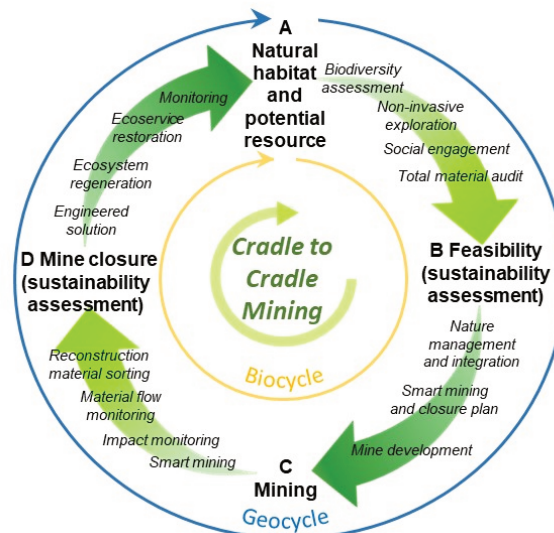 A
Natural
habitat
and
potential
resource
Biodiversity
assessment
Non-invasive
exploration
Social engagement
Total material audit
B Feasibility
(sustainability
assessment)
Nature
management
and integration
Smart mining
and closure plan
Mine development
C
Mining
Smart mining
Impact monitoring
Material flow
monitoring
Reconstruction
material sorting
D Mine closure
(sustainability
assessment)
Engineered
solution
Ecosystem
regeneration
Ecoservice
restoration
Monitoring
Cradle to
Cradle
Mining
Biocycle
Geocycle